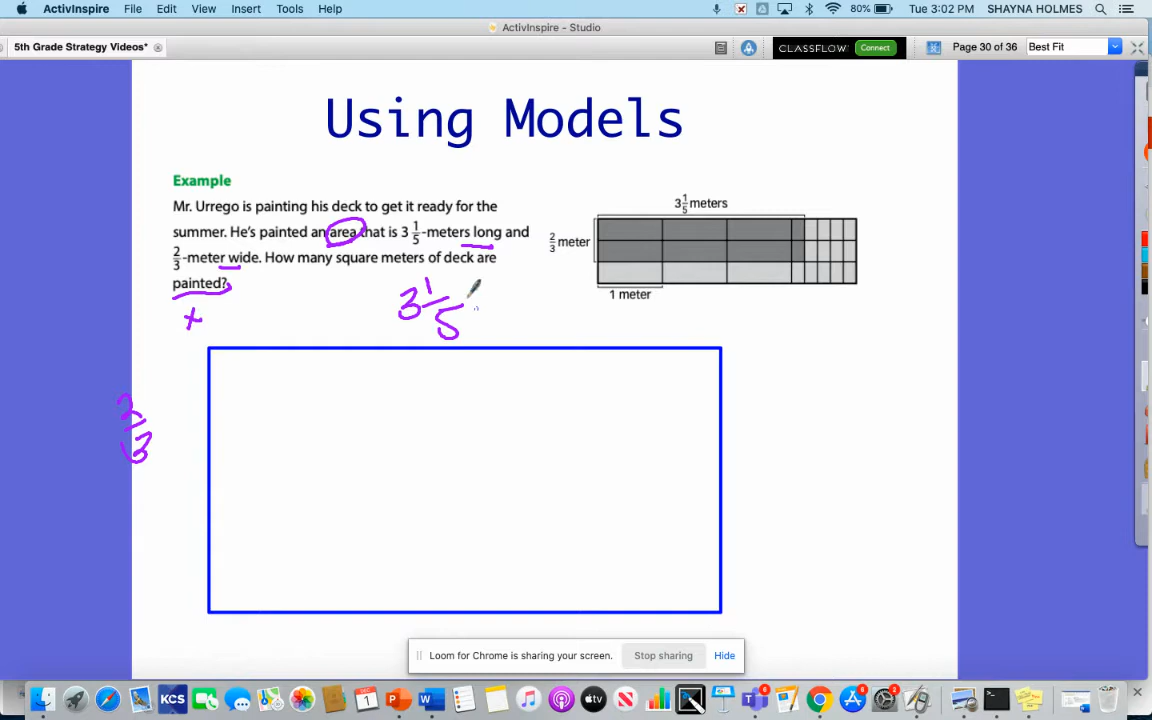 ActivInspire File Edit View Insert Tools Help 80% Tue 3:02 PM SHAYNA HOLMES
ActivInspire - Studio
5th Grade Strategy Videos* CLASSFLOW Connect Page 30 of 36 Best Fit
Using Models
Example
Mr. Urrego is painting his deck to get it ready for the
summer. He's painted an area that is 3 1/5-meters long and
2/3-meter wide. How many square meters of deck are
painted?
3 1/5 meters
2/3 meter
1 meter
3 1/5
2/3
Loom for Chrome is sharing your screen. Stop sharing Hide
KCS